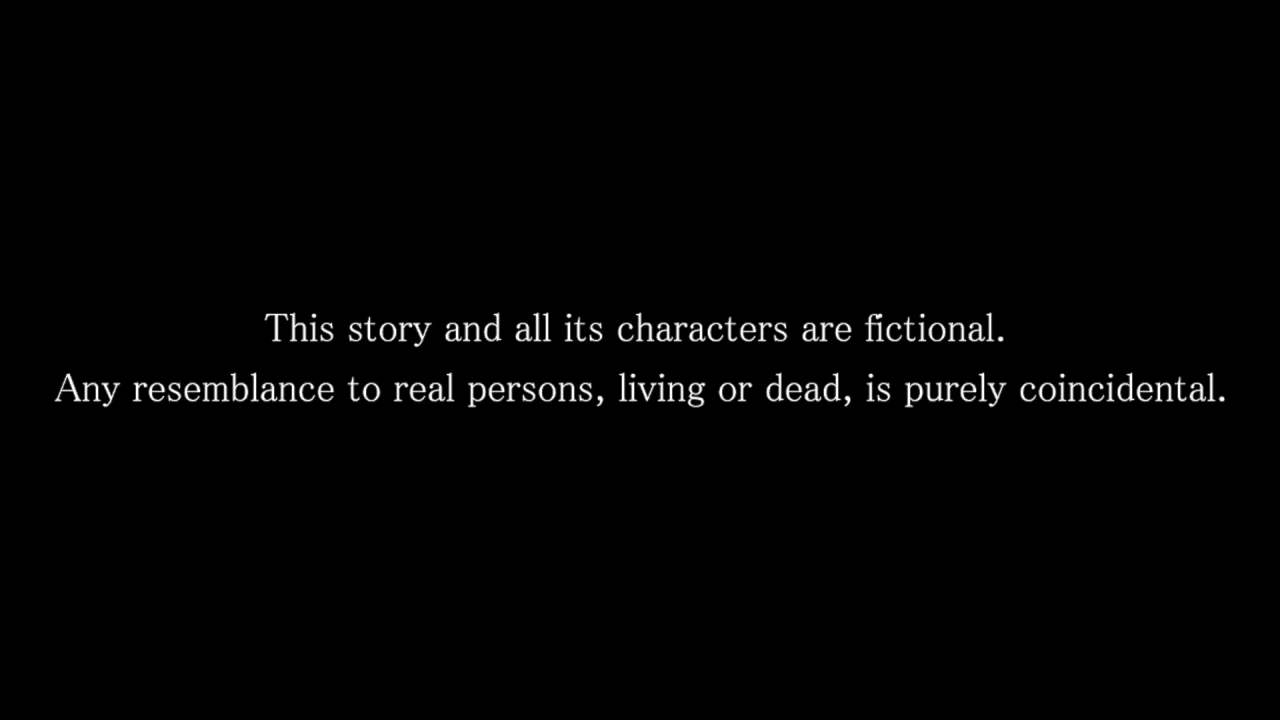 This story and all its characters are fictional.
Any resemblance to real persons, living or dead, is purely coincidental.